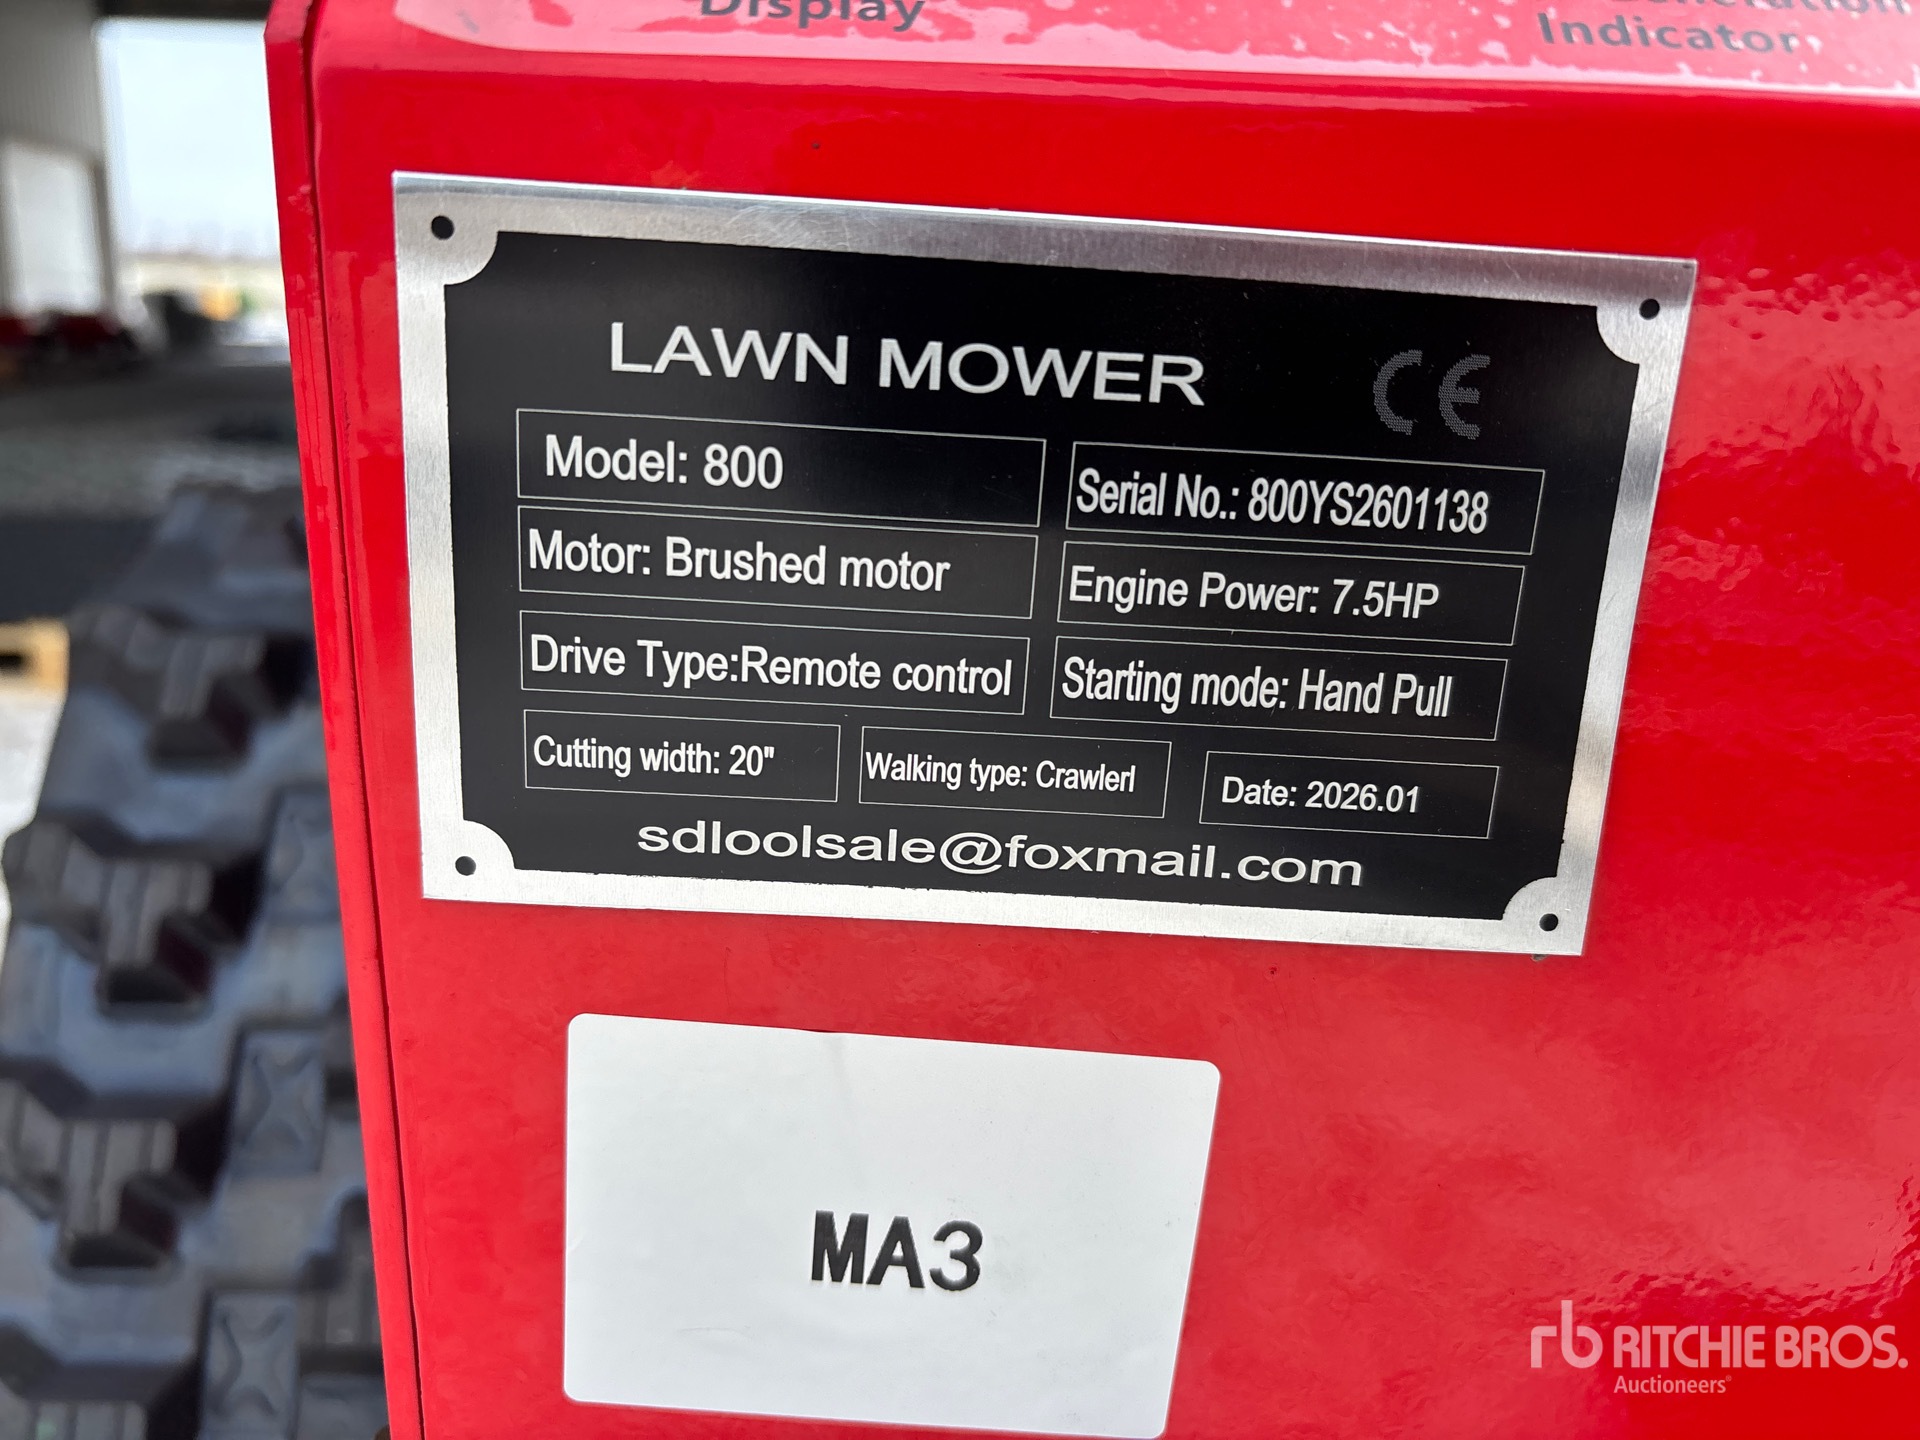 Display
Indicator
LAWN MOWER CE
Model: 800
Serial No.: 800YS2601138
Motor: Brushed motor
Engine Power: 7.5HP
Drive Type:Remote control
Starting mode: Hand Pull
Cutting width: 20"
Walking type: Crawlerl
Date: 2026.01
sdloolsale@foxmail.com
MA3
rb RITCHIE BROS.
Auctioneers